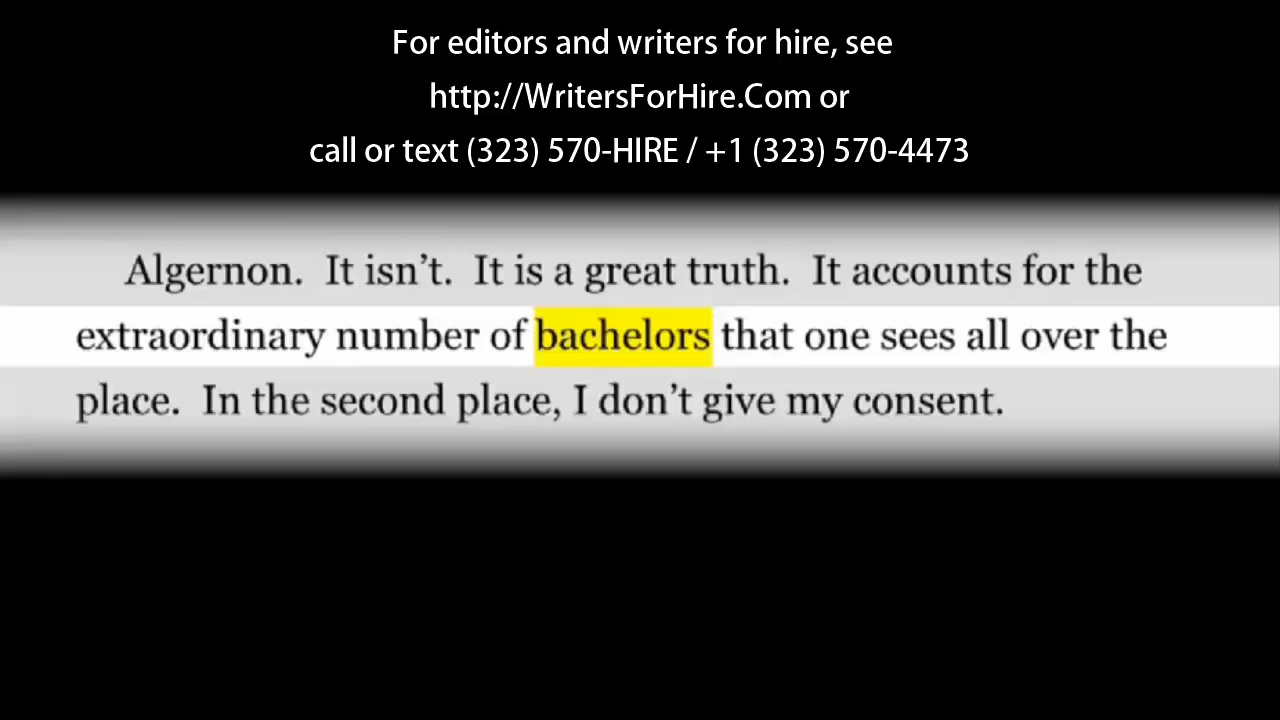 For editors and writers for hire, see
http://WritersForHire.Com or
call or text (323) 570-HIRE / +1 (323) 570-4473
Algernon. It isn’t. It is a great truth. It accounts for the
extraordinary number of bachelors that one sees all over the
place. In the second place, I don’t give my consent.